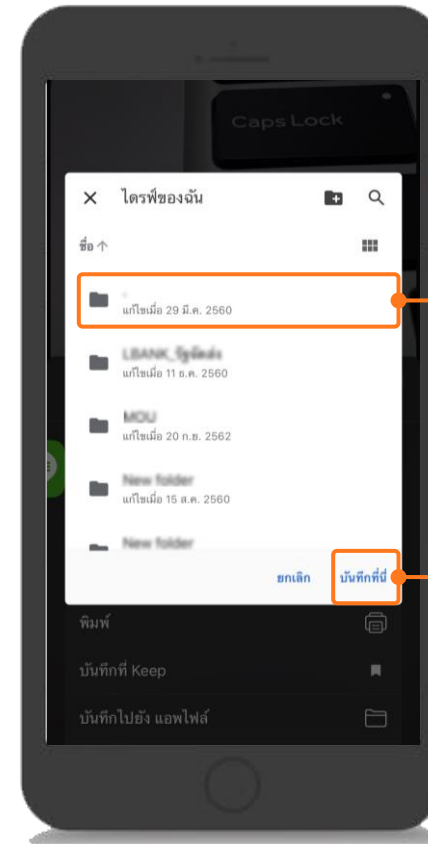 Caps Lock
ไดรฟ์ของฉัน
ชื่อ ↑
แก้ไขเมื่อ 29 มี.ค. 2560
แก้ไขเมื่อ 11 ธ.ค. 2560
MOU
แก้ไขเมื่อ 20 ก.ย. 2562
New folder
แก้ไขเมื่อ 15 ส.ค. 2560
New folder
ยกเลิก บันทึกที่นี่
พิมพ์
บันทึกที่ Keep
บันทึกไปยัง แอพไฟล์